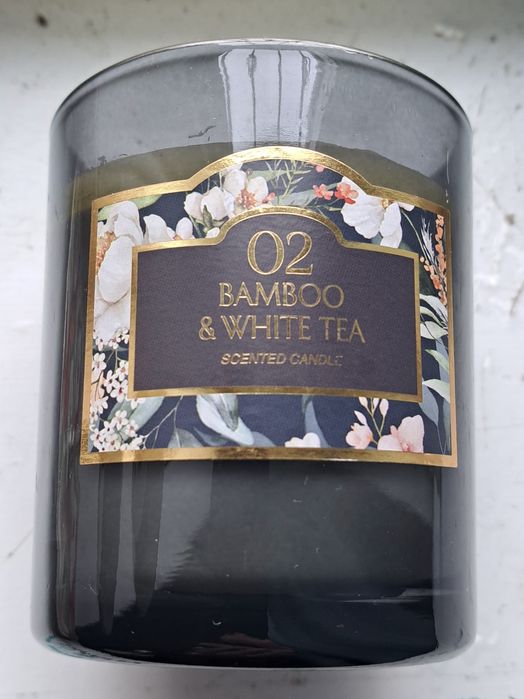 02
BAMBOO
& WHITE TEA
SCENTED CANDLE